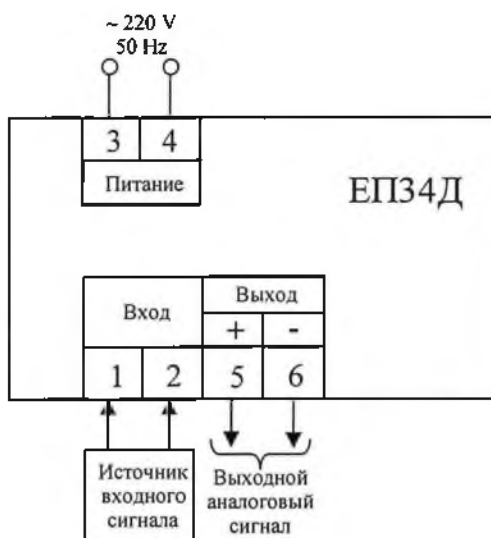 ~ 220 V
50 Hz
3 4
Питание
ЕП34Д
Вход
Выход
+ -
1 2 5 6
Источник
входного
сигнала
Выходной
аналоговый
сигнал